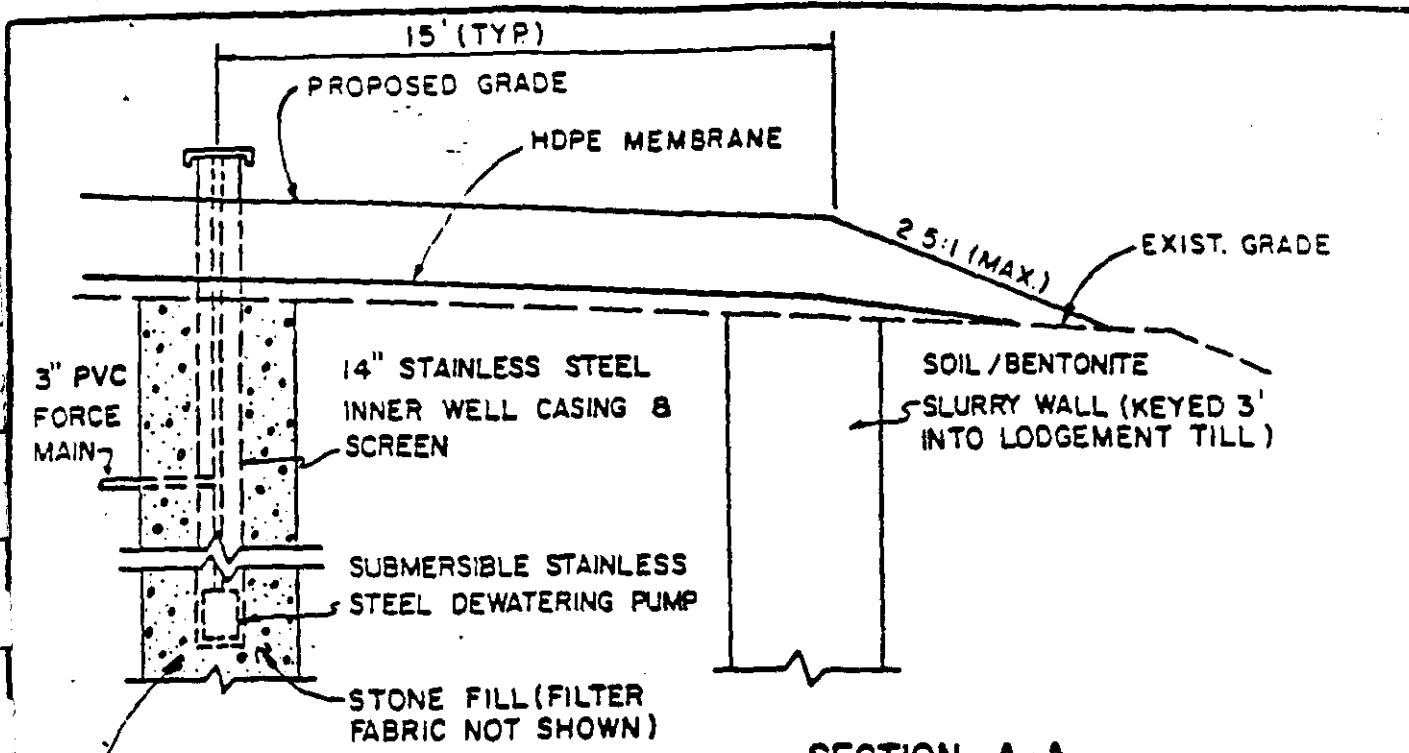 15' (TYP.)
PROPOSED GRADE
HDPE MEMBRANE
2.5:1 (MAX.)
EXIST. GRADE
3" PVC
FORCE
MAIN
14" STAINLESS STEEL
INNER WELL CASING &
SCREEN
SOIL/BENTONITE
SLURRY WALL (KEYED 3'
INTO LODGEMENT TILL)
SUBMERSIBLE STAINLESS
STEEL DEWATERING PUMP
STONE FILL (FILTER
FABRIC NOT SHOWN)
SECTION A-A